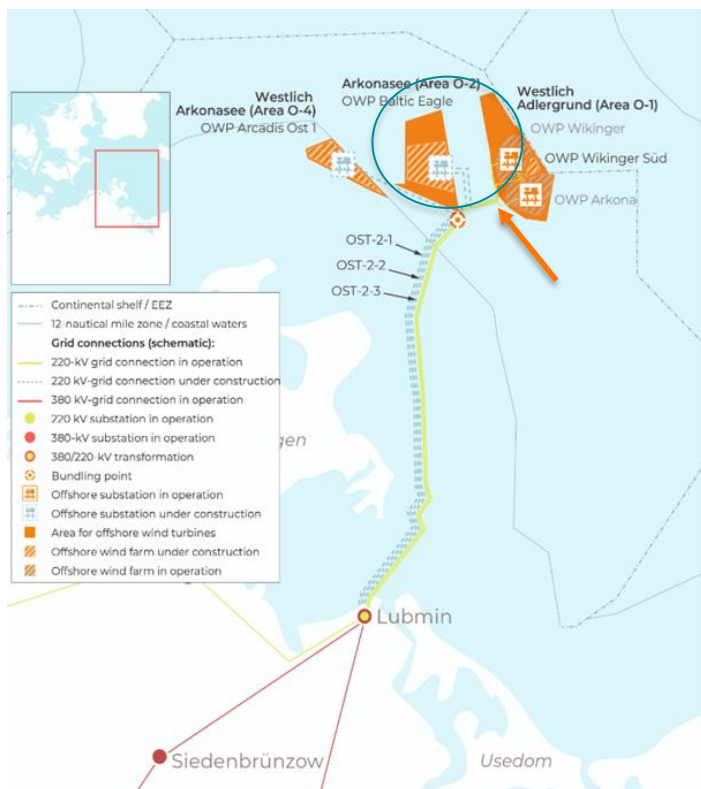 Arkonasee (Area O-2)
OWP Baltic Eagle
Westlich
Arkonasee (Area O-4)
OWP Arcadis Ost 1
Westlich
Adlergrund (Area O-1)
OWP Wikinger
OWP Wikinger Süd
OWP Arkona
OST-2-1
OST-2-2
OST-2-3
Continental shelf / EEZ
12-nautical mile zone / coastal waters
Grid connections (schematic):
220-kV grid connection in operation
220 kV-grid connection under construction
380 kV-grid connection in operation
220 kV substation in operation
380-kV substation in operation
380/220-kV transformation
Bundling point
Offshore substation in operation
Offshore substation under construction
Area for offshore wind turbines
Offshore wind farm under construction
Offshore wind farm in operation
gen
Lubmin
Siedenbrünzow
Usedom